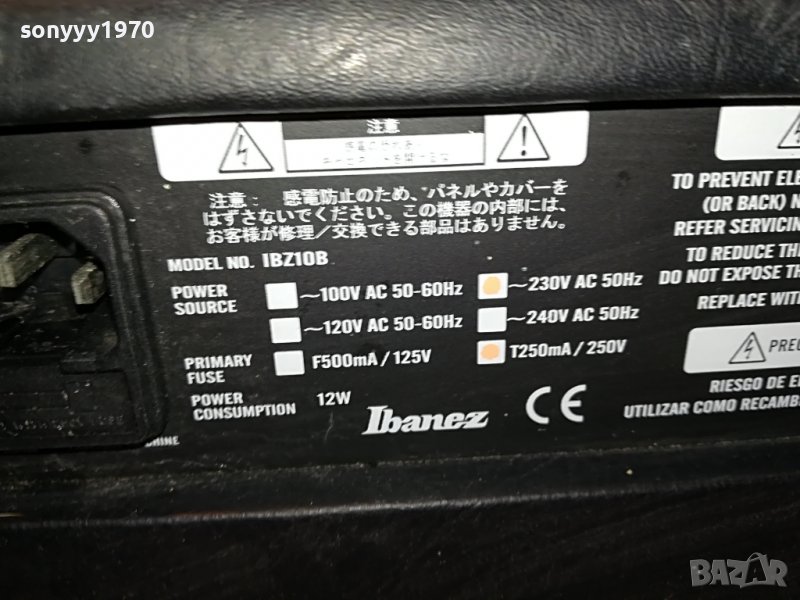 sonyyy1970
注意
注意: 感電防止のため、パネルやカバーを
はずさないでください。この機器の内部には、
お客様が修理/交換できる部品はありません。
MODEL NO. IBZ10B
POWER SOURCE
~100V AC 50-60Hz
~230V AC 50Hz
~120V AC 50-60Hz
~240V AC 50Hz
PRIMARY FUSE
F500mA / 125V
T250mA / 250V
POWER CONSUMPTION
12W
Ibanez
CE
TO PREVENT ELE
(OR BACK) N
REFER SERVICIN
TO REDUCE THE
DO NOT EXPOSE THE
REPLACE WIT
PREC
RIESGO DE E
UTILIZAR COMO RECAMB
BAZAR